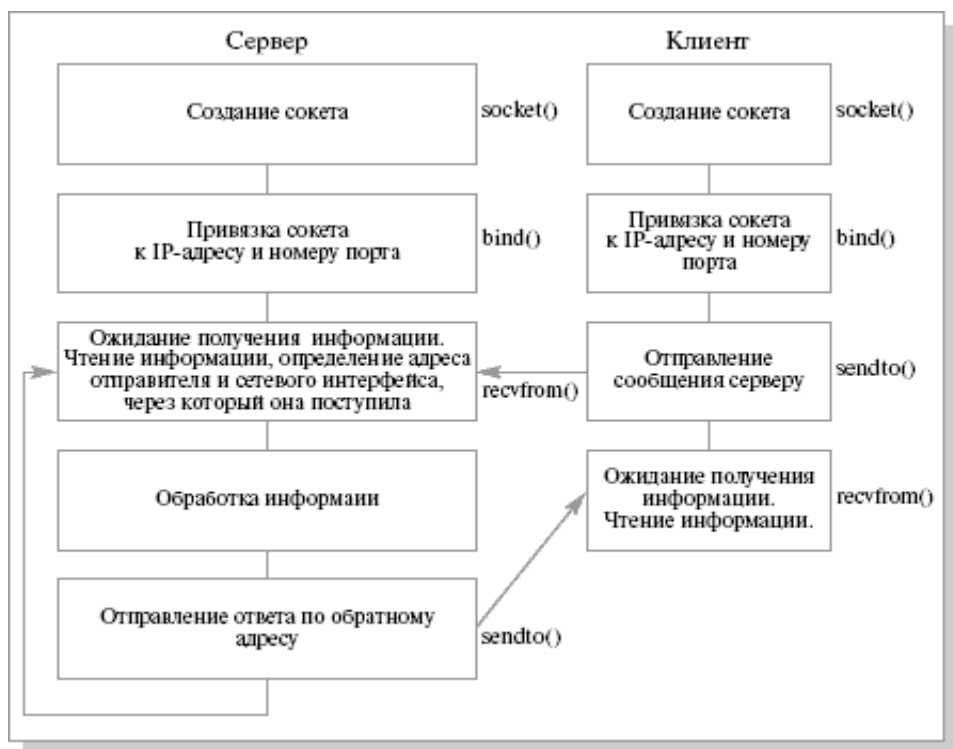 Сервер
Клиент
Создание сокета
socket()
Создание сокета
socket()
Привязка сокета
к IP-адресу и номеру порта
bind()
Привязка сокета
к IP-адресу и номеру
порта
bind()
Ожидание получения информации.
Чтение информации, определение адреса
отправителя и сетевого интерфейса,
через который она поступила
recvfrom()
Отправление
сообщения серверу
sendto()
Обработка информаии
Ожидание получения
информации.
Чтение информации.
recvfrom()
Отправление ответа по обратному
адресу
sendto()